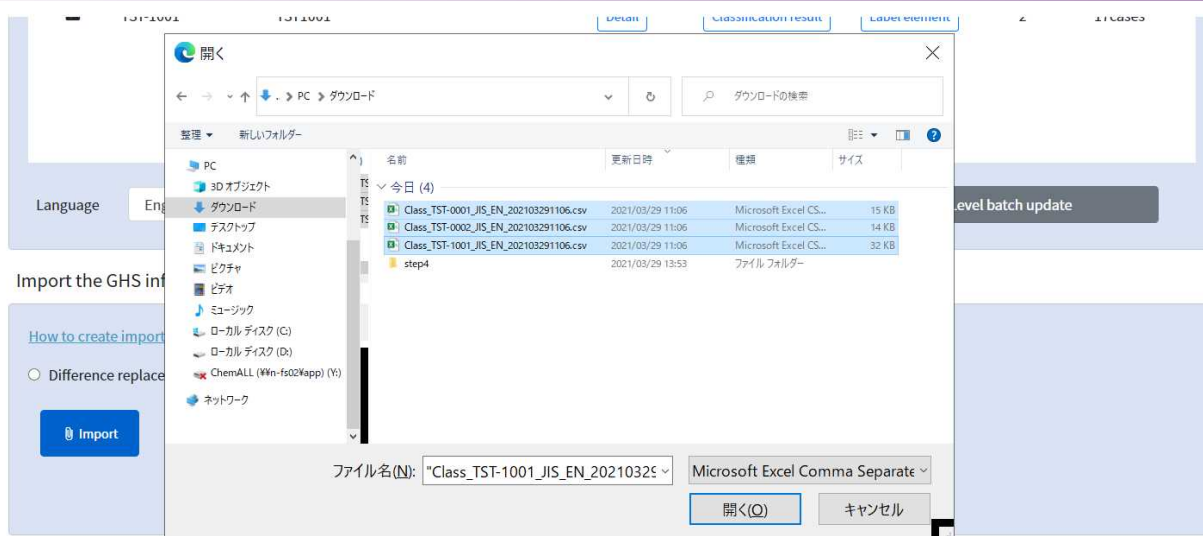 TST-1001 TST1001 Detail Classification result Label element 2 17cases
開く
. > PC > ダウンロード ダウンロードの検索
整理 新しいフォルダー
名前 更新日時 種類 サイズ
PC
3D オブジェクト
ダウンロード
デスクトップ
ドキュメント
ピクチャ
ビデオ
ミュージック
ローカル ディスク (C:)
ローカル ディスク (D:)
ChemALL (¥¥n-fs02¥app) (Y:)
ネットワーク
今日 (4)
Class_TST-0001_JIS_EN_202103291106.csv 2021/03/29 11:06 Microsoft Excel CS... 15 KB
Class_TST-0002_JIS_EN_202103291106.csv 2021/03/29 11:06 Microsoft Excel CS... 14 KB
Class_TST-1001_JIS_EN_202103291106.csv 2021/03/29 11:06 Microsoft Excel CS... 32 KB
step4 2021/03/29 13:53 ファイル フォルダー
ファイル名(N): "Class_TST-1001_JIS_EN_20210329 Microsoft Excel Comma Separate
開く(O) キャンセル
Language Eng
evel batch update
Import the GHS inf
How to create import
Difference replace
Import